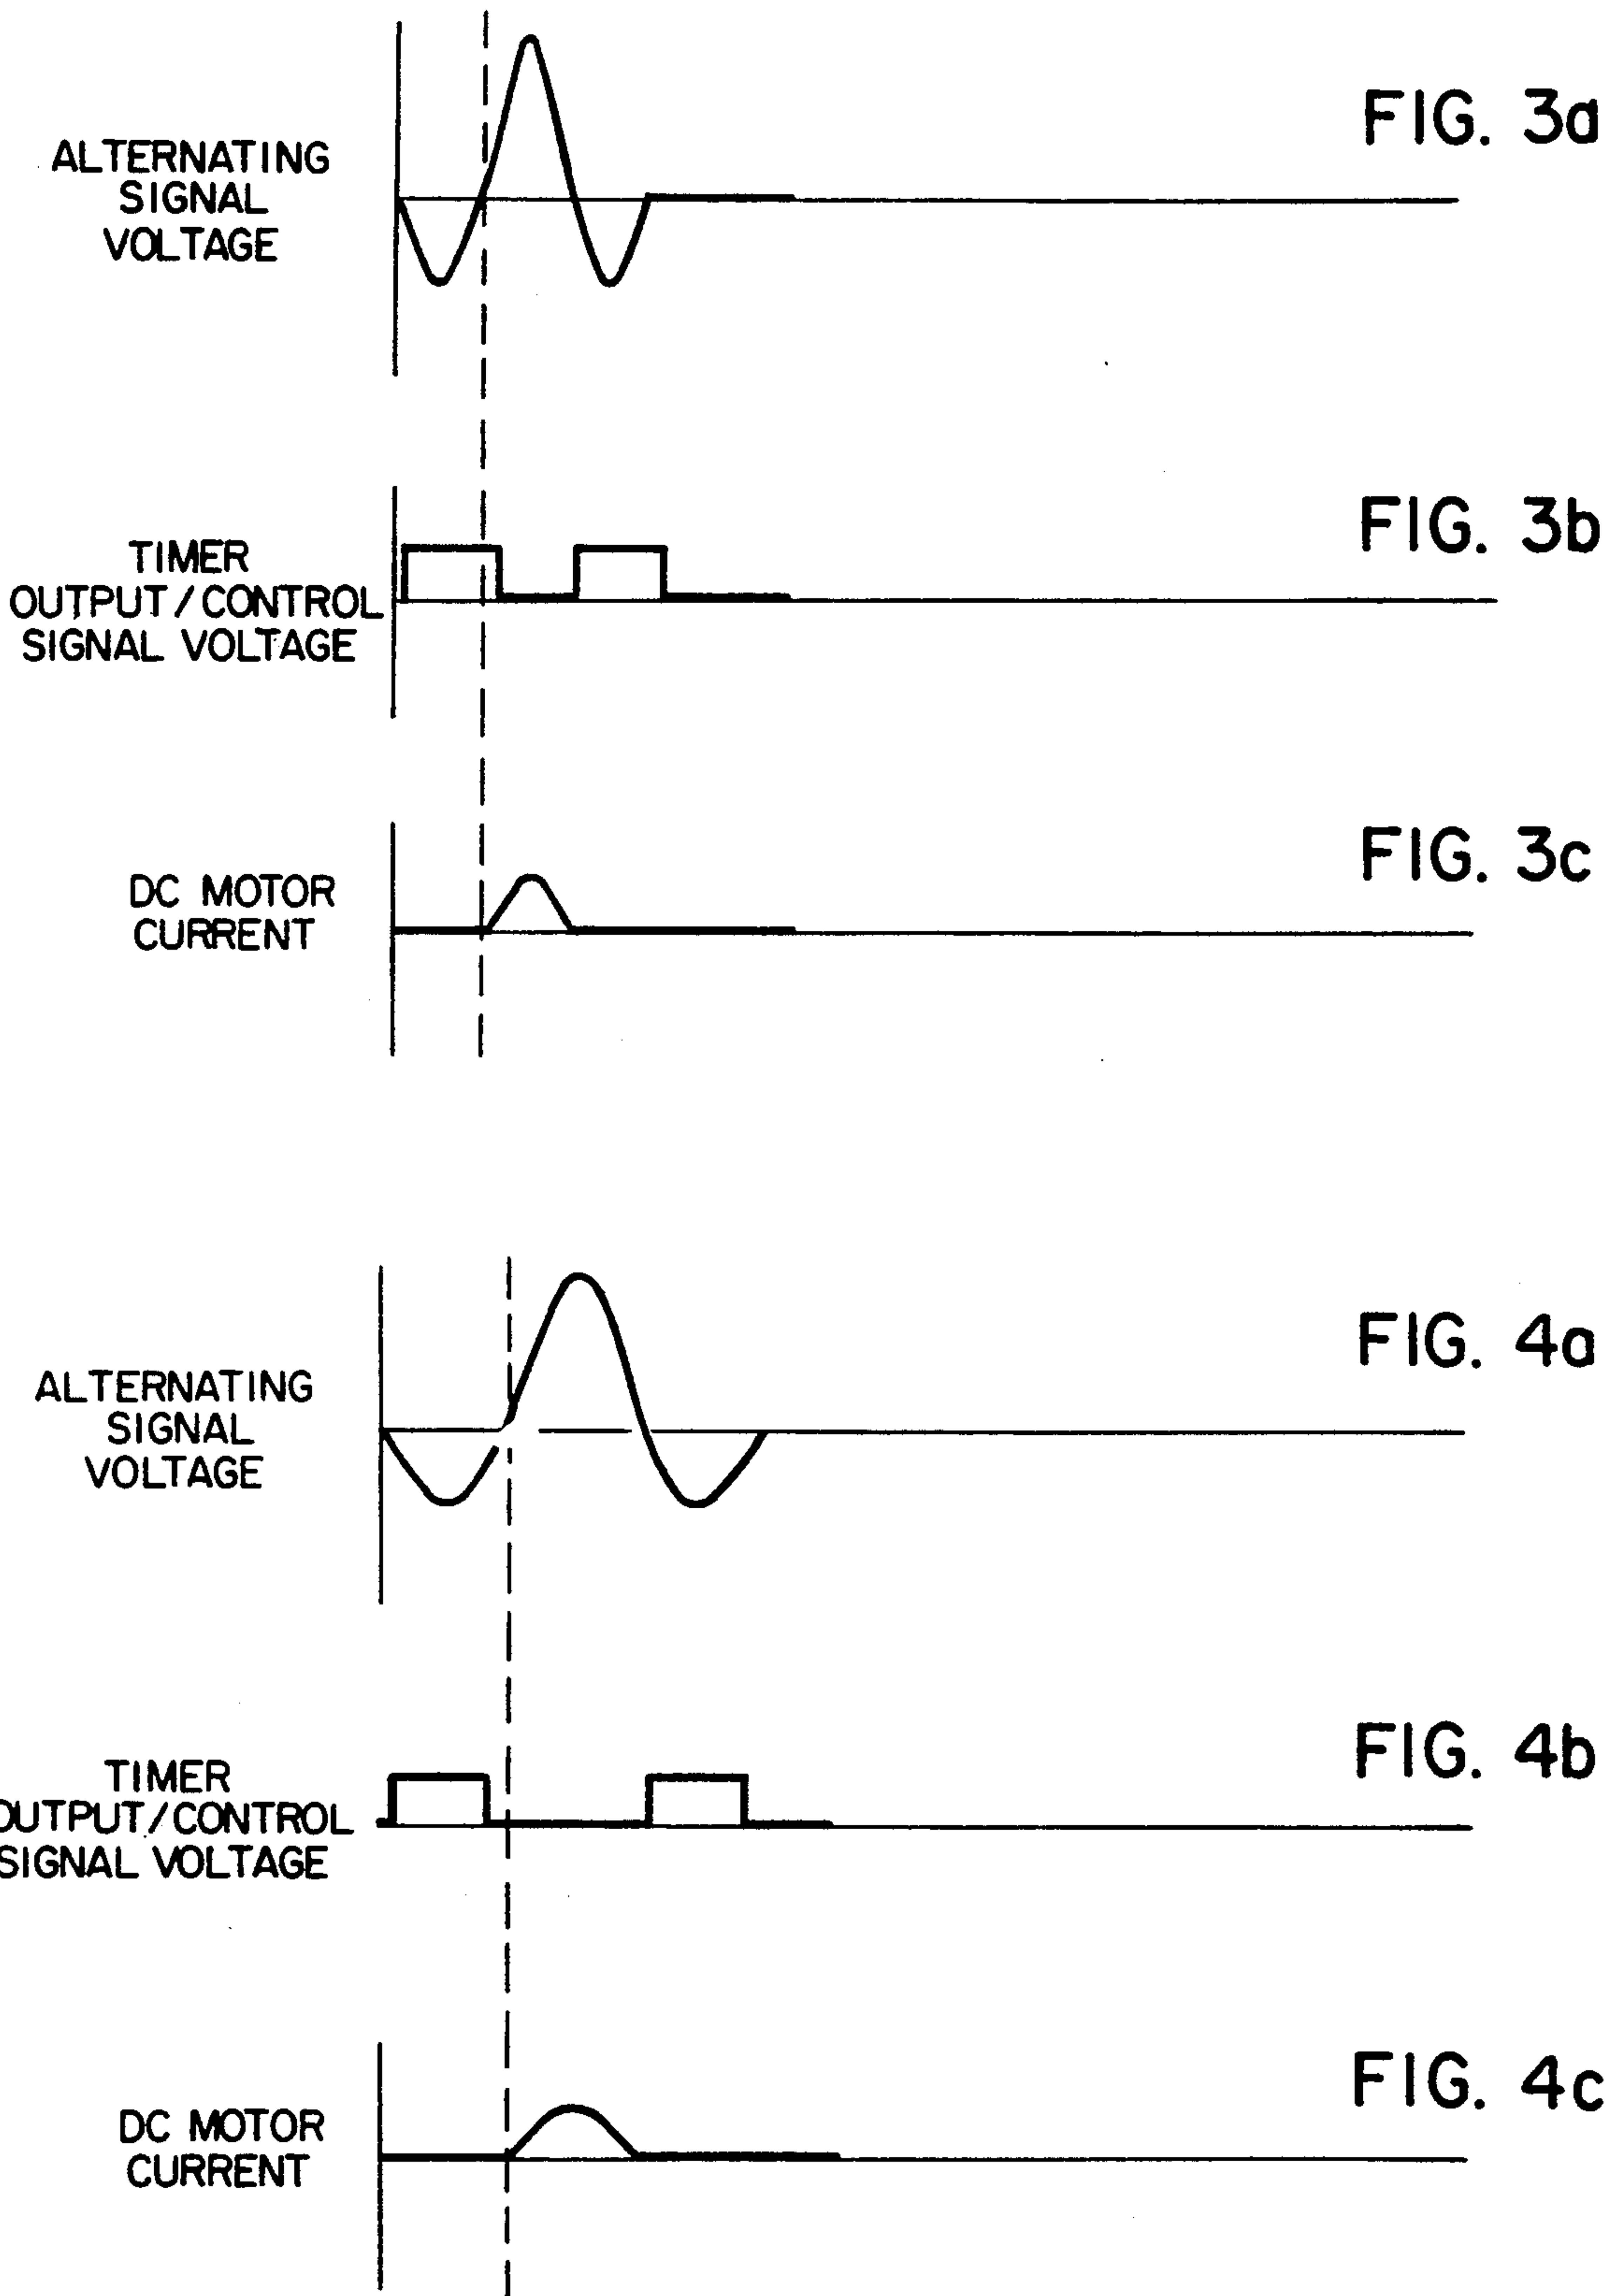 FIG. 3a
ALTERNATING
SIGNAL
VOLTAGE
FIG. 3b
TIMER
OUTPUT/CONTROL
SIGNAL VOLTAGE
FIG. 3c
DC MOTOR
CURRENT
FIG. 4a
ALTERNATING
SIGNAL
VOLTAGE
FIG. 4b
TIMER
OUTPUT/CONTROL
SIGNAL VOLTAGE
FIG. 4c
DC MOTOR
CURRENT